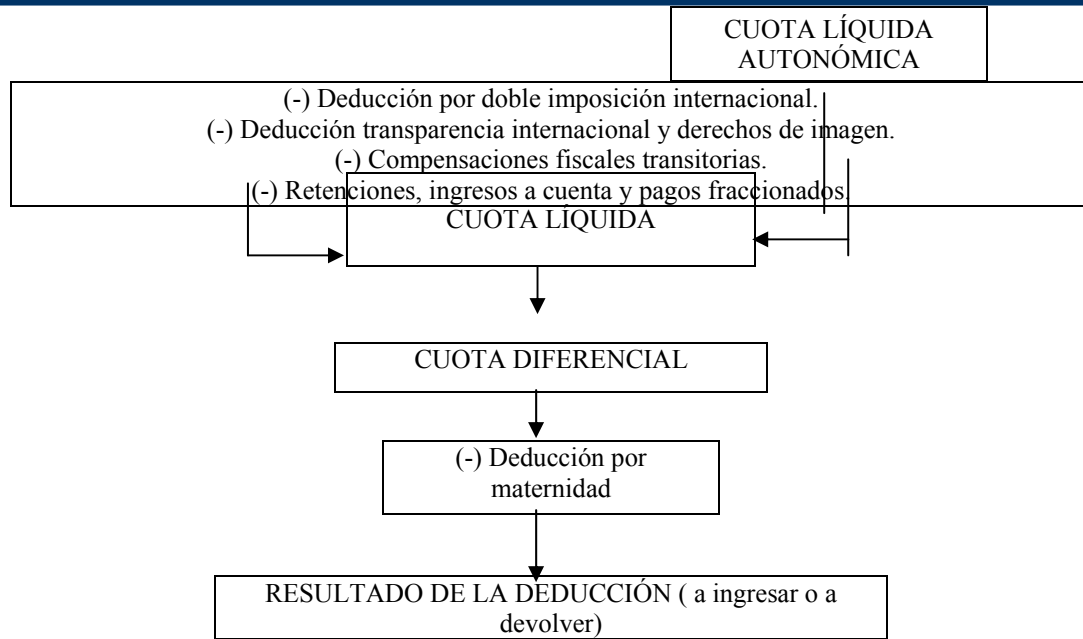 CUOTA LÍQUIDA
AUTONÓMICA
(-) Deducción por doble imposición internacional.
(-) Deducción transparencia internacional y derechos de imagen.
(-) Compensaciones fiscales transitorias.
(-) Retenciones, ingresos a cuenta y pagos fraccionados.
CUOTA LÍQUIDA
CUOTA DIFERENCIAL
(-) Deducción por
maternidad
RESULTADO DE LA DEDUCCIÓN ( a ingresar o a
devolver)